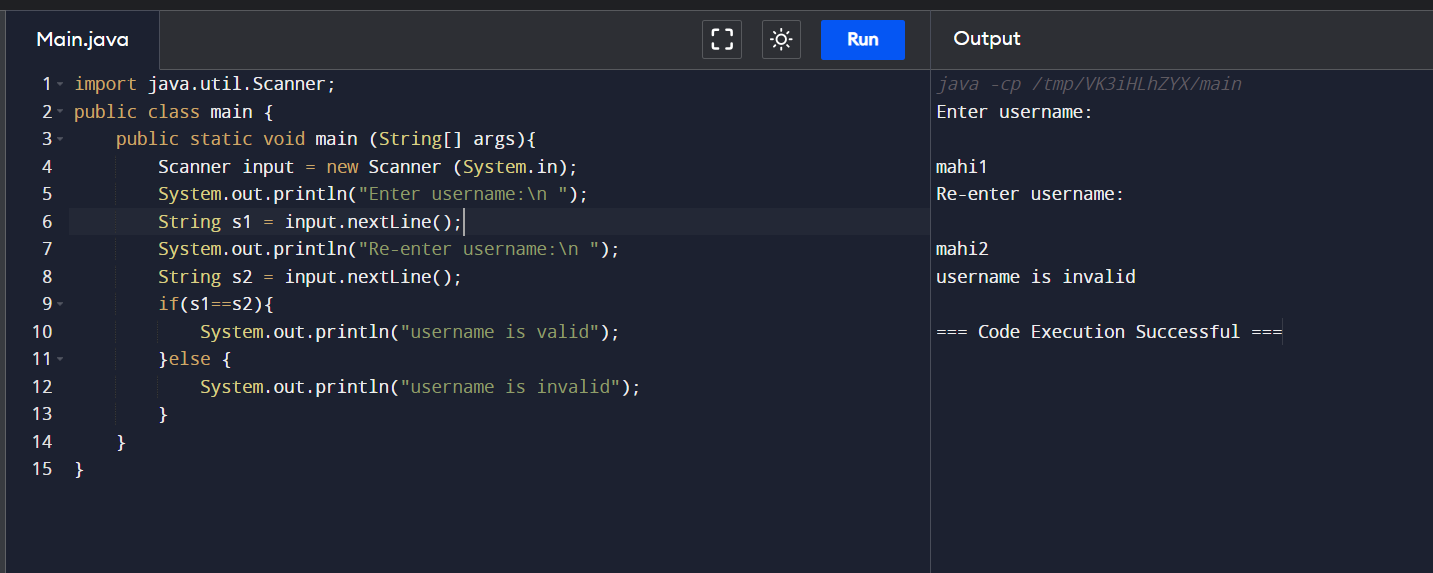 Main.java
Run
Output
1 import java.util.Scanner;
2 public class main {
3     public static void main (String[] args){
4         Scanner input = new Scanner (System.in);
5         System.out.println("Enter username:\n ");
6         String s1 = input.nextLine();
7         System.out.println("Re-enter username:\n ");
8         String s2 = input.nextLine();
9         if(s1==s2){
10             System.out.println("username is valid");
11         }else {
12             System.out.println("username is invalid");
13         }
14     }
15 }
java -cp /tmp/VK3iHLhZYX/main
Enter username:
mahi1
Re-enter username:
mahi2
username is invalid
=== Code Execution Successful ===